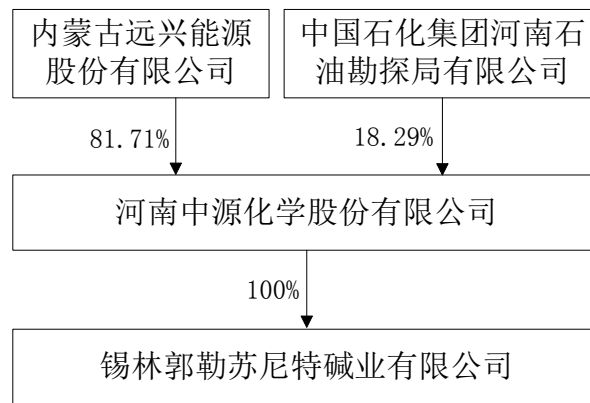 内蒙古远兴能源
股份有限公司
中国石化集团河南石
油勘探局有限公司
81.71%
18.29%
河南中源化学股份有限公司
100%
锡林郭勒苏尼特碱业有限公司